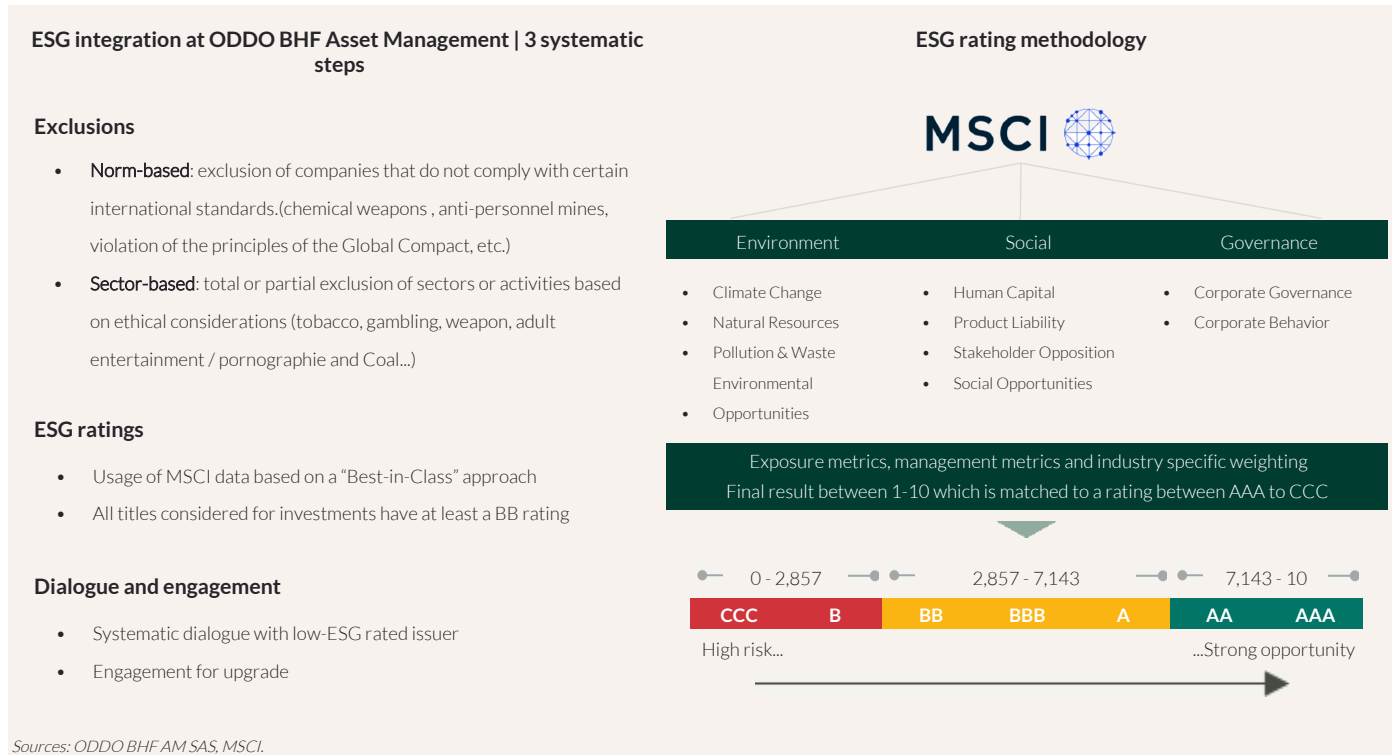 ESG integration at ODDO BHF Asset Management | 3 systematic
steps
Exclusions
• Norm-based: exclusion of companies that do not comply with certain
international standards.(chemical weapons , anti-personnel mines,
violation of the principles of the Global Compact, etc.)
• Sector-based: total or partial exclusion of sectors or activities based
on ethical considerations (tobacco, gambling, weapon, adult
entertainment / pornographie and Coal...)
ESG ratings
• Usage of MSCI data based on a “Best-in-Class” approach
• All titles considered for investments have at least a BB rating
Dialogue and engagement
• Systematic dialogue with low-ESG rated issuer
• Engagement for upgrade
ESG rating methodology
MSCI
Environment Social Governance
• Climate Change
• Natural Resources
• Pollution & Waste
Environmental
• Opportunities
• Human Capital
• Product Liability
• Stakeholder Opposition
• Social Opportunities
• Corporate Governance
• Corporate Behavior
Exposure metrics, management metrics and industry specific weighting
Final result between 1-10 which is matched to a rating between AAA to CCC
0 - 2,857 2,857 - 7,143 7,143 - 10
CCC B BB BBB A AA AAA
High risk... ...Strong opportunity
Sources: ODDO BHF AM SAS, MSCI.